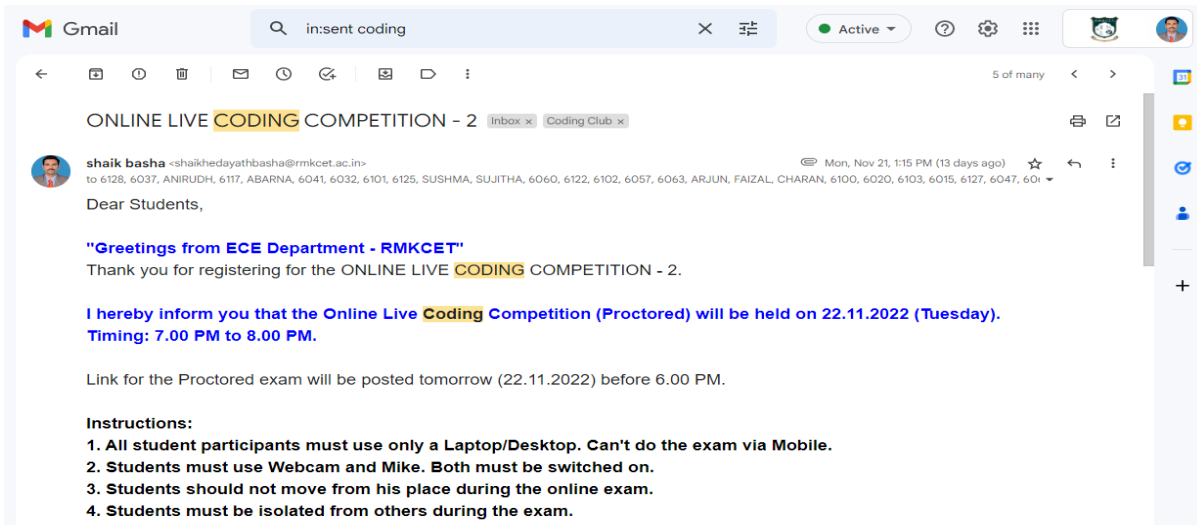 Gmail
in:sent coding
Active
5 of many
31
ONLINE LIVE CODING COMPETITION - 2 Inbox x Coding Club x
shaik basha <shaikhedayathbasha@rmkcet.ac.in> Mon, Nov 21, 1:15 PM (13 days ago)
to 6128, 6037, ANIRUDH, 6117, ABARNA, 6041, 6032, 6101, 6125, SUSHMA, SUJITHA, 6060, 6122, 6102, 6057, 6063, ARJUN, FAIZAL, CHARAN, 6100, 6020, 6103, 6015, 6127, 6047,
Dear Students,
"Greetings from ECE Department - RMKCET"
Thank you for registering for the ONLINE LIVE CODING COMPETITION - 2.
I hereby inform you that the Online Live Coding Competition (Proctored) will be held on 22.11.2022 (Tuesday).
Timing: 7.00 PM to 8.00 PM.
Link for the Proctored exam will be posted tomorrow (22.11.2022) before 6.00 PM.
Instructions:
1. All student participants must use only a Laptop/Desktop. Can't do the exam via Mobile.
2. Students must use Webcam and Mike. Both must be switched on.
3. Students should not move from his place during the online exam.
4. Students must be isolated from others during the exam.